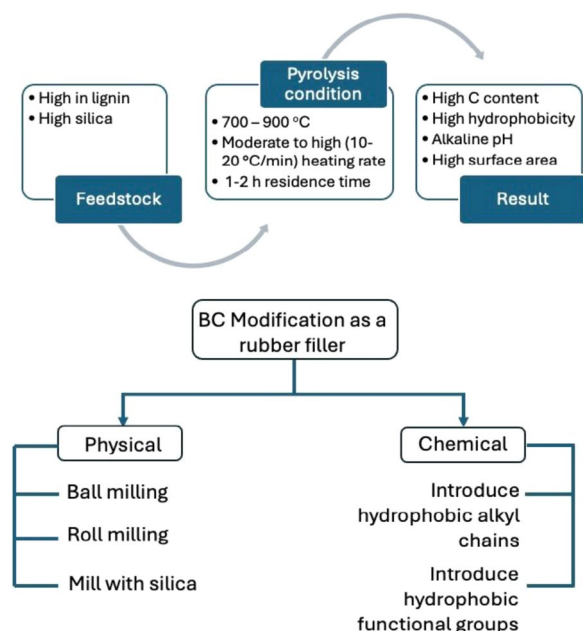 • High in lignin
• High silica
Feedstock
Pyrolysis
condition
• 700 – 900 °C
• Moderate to high (10-
20 ºC/min) heating rate
• 1-2 h residence time
• High C content
• High hydrophobicity
• Alkaline pH
• High surface area
Result
BC Modification as a
rubber filler
Physical
Ball milling
Roll milling
Mill with silica
Chemical
Introduce
hydrophobic alkyl
chains
Introduce
hydrophobic
functional groups